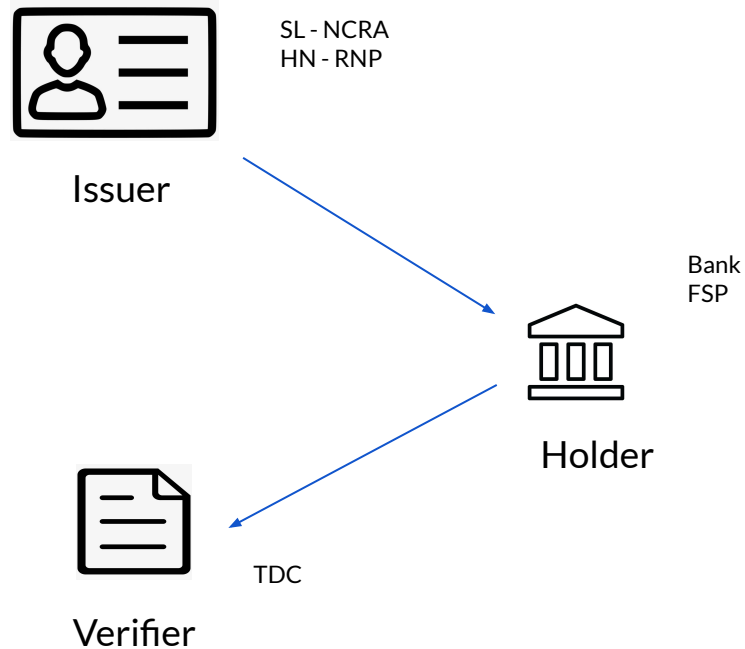 SL - NCRA
HN - RNP
Issuer
Bank
FSP
Holder
TDC
Verifier